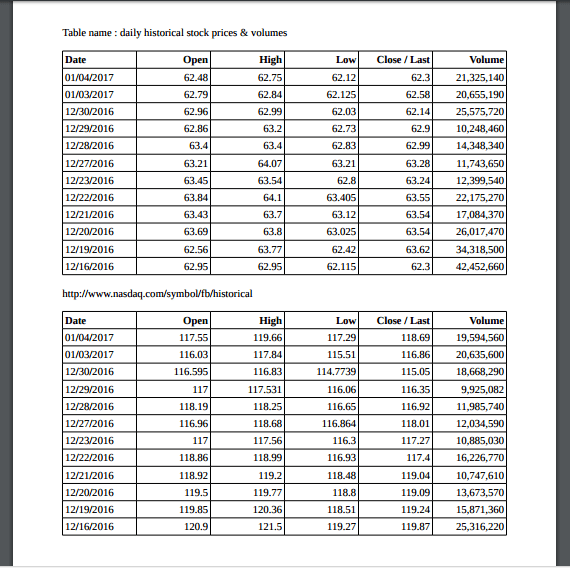 Table name : daily historical stock prices & volumes
Date Open High Low Close / Last Volume
01/04/2017 62.48 62.75 62.12 62.3 21,325,140
01/03/2017 62.79 62.84 62.125 62.58 20,655,190
12/30/2016 62.96 62.99 62.03 62.14 25,575,720
12/29/2016 62.86 63.2 62.73 62.9 10,248,460
12/28/2016 63.4 63.4 62.83 62.99 14,348,340
12/27/2016 63.21 64.07 63.21 63.28 11,743,650
12/23/2016 63.45 63.54 62.8 63.24 12,399,540
12/22/2016 63.84 64.1 63.405 63.55 22,175,270
12/21/2016 63.43 63.7 63.12 63.54 17,084,370
12/20/2016 63.69 63.8 63.025 63.54 26,017,470
12/19/2016 62.56 63.77 62.42 63.62 34,318,500
12/16/2016 62.95 62.95 62.115 62.3 42,452,660
http://www.nasdaq.com/symbol/fb/historical
Date Open High Low Close / Last Volume
01/04/2017 117.55 119.66 117.29 118.69 19,594,560
01/03/2017 116.03 117.84 115.51 116.86 20,635,600
12/30/2016 116.595 116.83 114.7739 115.05 18,668,290
12/29/2016 117 117.531 116.06 116.35 9,925,082
12/28/2016 118.19 118.25 116.65 116.92 11,985,740
12/27/2016 116.96 118.68 116.864 118.01 12,034,590
12/23/2016 117 117.56 116.3 117.27 10,885,030
12/22/2016 118.86 118.99 116.93 117.4 16,226,770
12/21/2016 118.92 119.2 118.48 119.04 10,747,610
12/20/2016 119.5 119.77 118.8 119.09 13,673,570
12/19/2016 119.85 120.36 118.51 119.24 15,871,360
12/16/2016 120.9 121.5 119.27 119.87 25,316,220